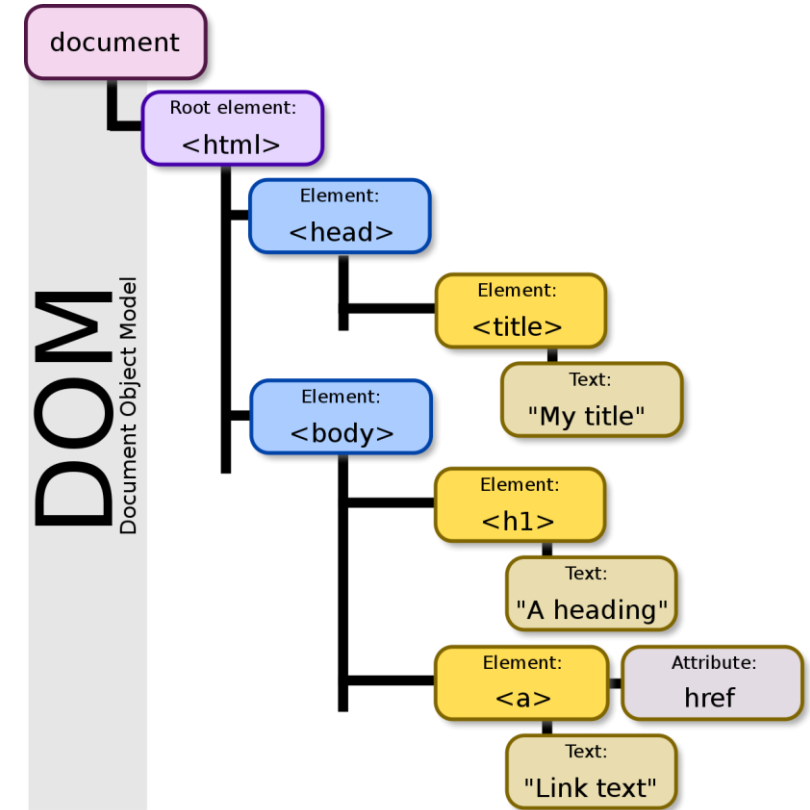 document
Root element:
<html>
Element:
<head>
Element:
<title>
Text:
"My title"
Element:
<body>
Element:
<h1>
Text:
"A heading"
Element:
<a>
Attribute:
href
Text:
"Link text"
DOM
Document Object Model